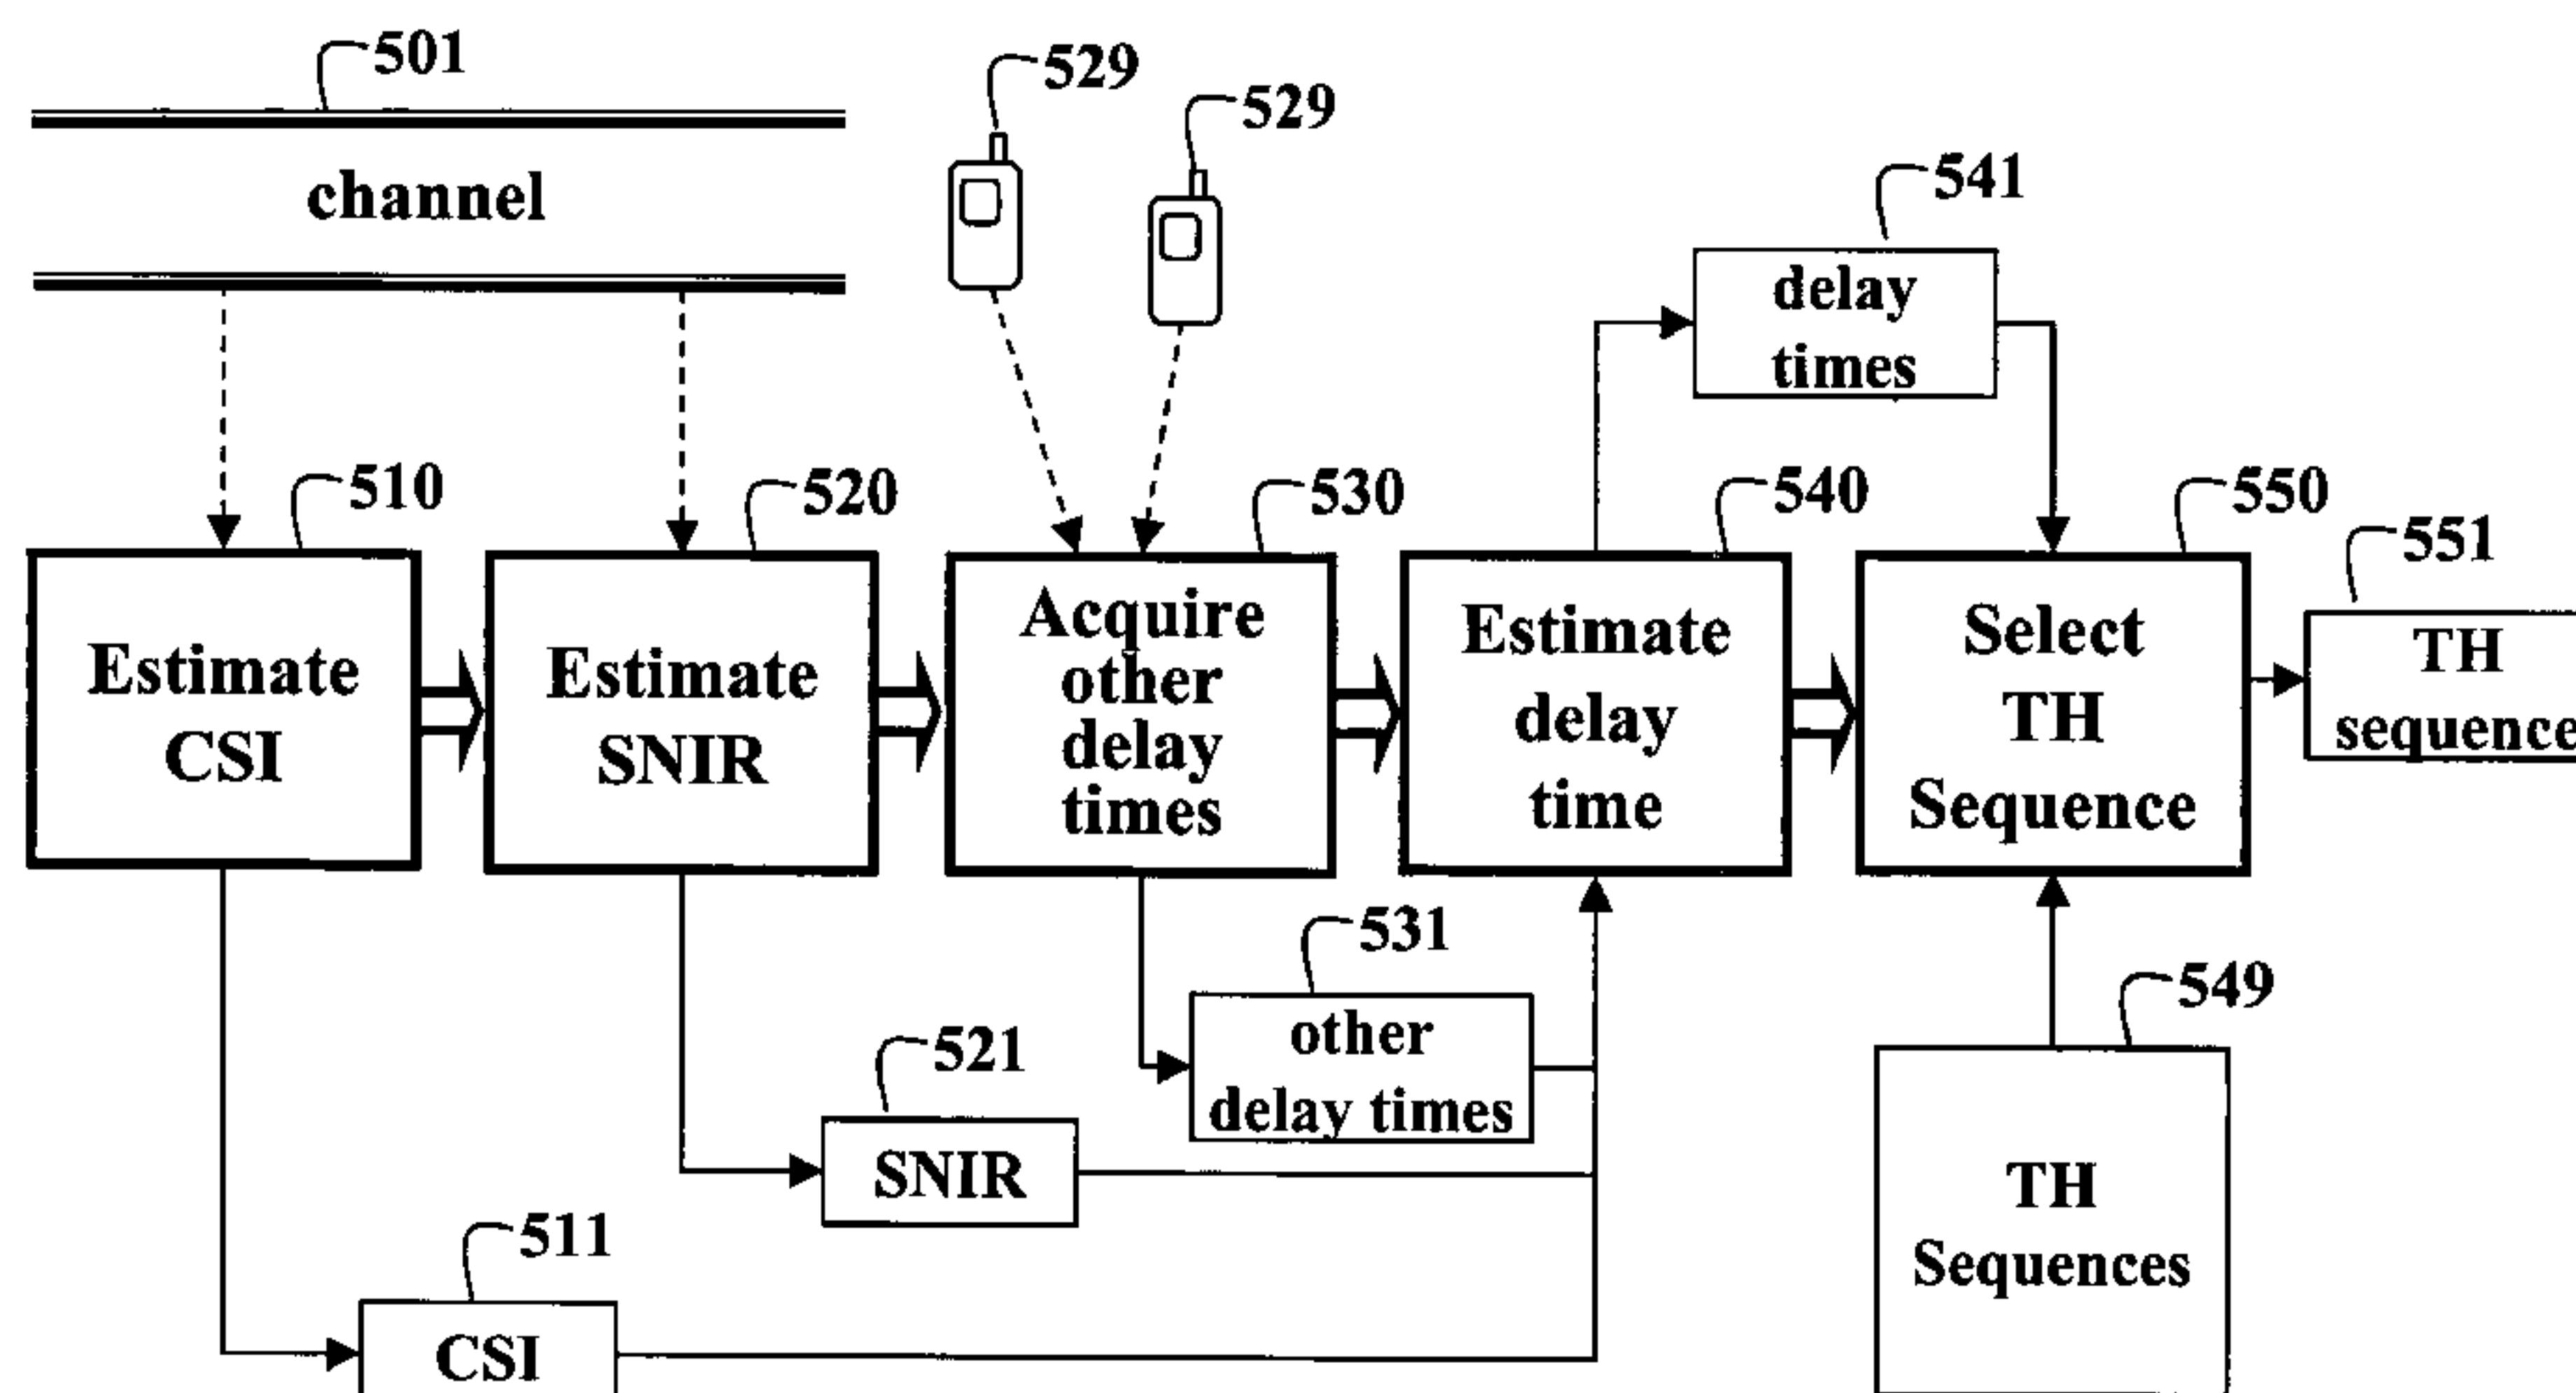 501
529
529
channel
541
delay
times
510
520
530
540
550
551
Estimate
CSI
Estimate
SNIR
Acquire
other
delay
times
Estimate
delay
time
Select
TH
Sequence
TH
sequence
531
other
delay times
549
521
SNIR
TH
Sequences
511
CSI